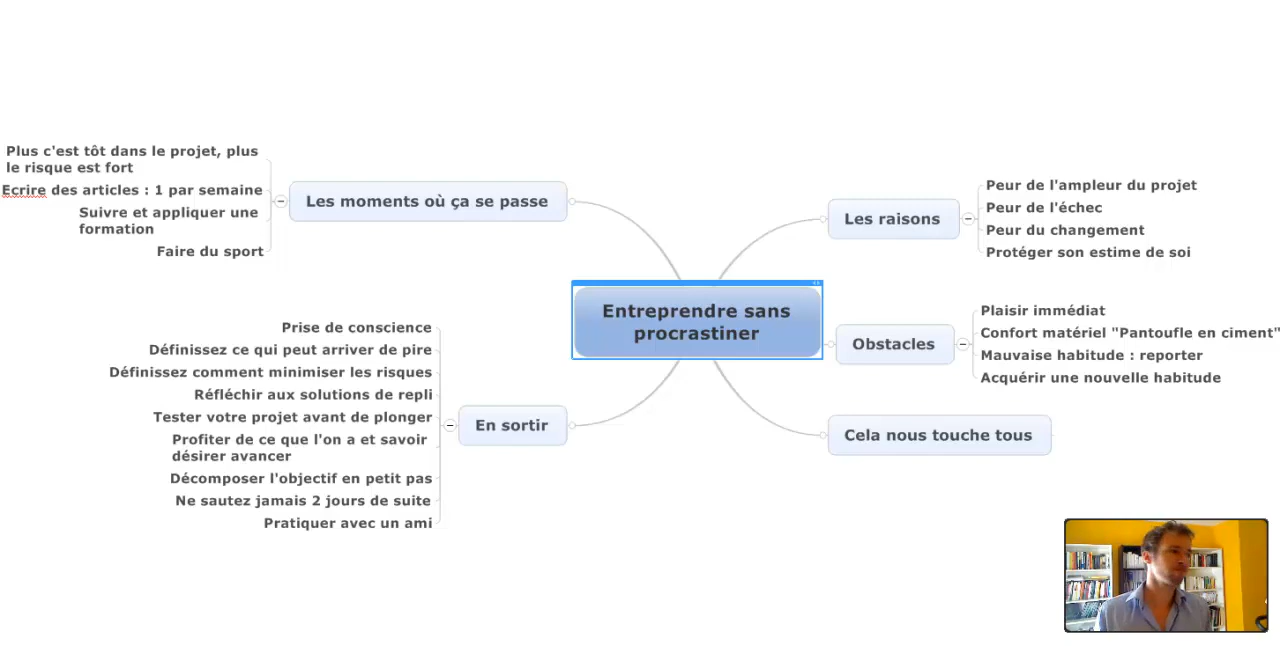 Plus c'est tôt dans le projet, plus
le risque est fort
Ecrire des articles : 1 par semaine
Suivre et appliquer une
formation
Faire du sport
Les moments où ça se passe
Entreprendre sans
procrastiner
Les raisons
Peur de l'ampleur du projet
Peur de l'échec
Peur du changement
Protéger son estime de soi
Obstacles
Plaisir immédiat
Confort matériel "Pantoufle en ciment"
Mauvaise habitude : reporter
Acquérir une nouvelle habitude
Cela nous touche tous
En sortir
Prise de conscience
Définissez ce qui peut arriver de pire
Définissez comment minimiser les risques
Réfléchir aux solutions de repli
Tester votre projet avant de plonger
Profiter de ce que l'on a et savoir
désirer avancer
Décomposer l'objectif en petit pas
Ne sautez jamais 2 jours de suite
Pratiquer avec un ami